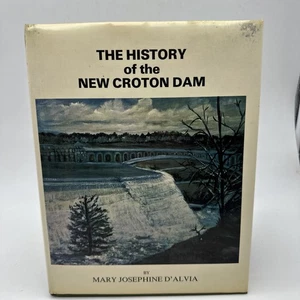 THE HISTORY
of the
NEW CROTON DAM
BY
MARY JOSEPHINE D'ALVIA